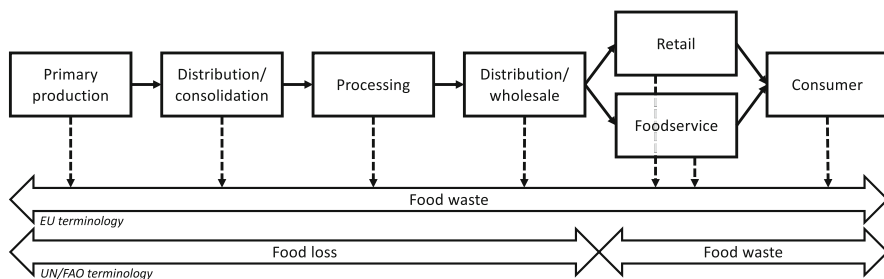 Retail
Primary
production
Distribution/
consolidation
Processing
Distribution/
wholesale
Consumer
Foodservice
Food waste
EU terminology
Food loss
Food waste
UN/FAO terminology